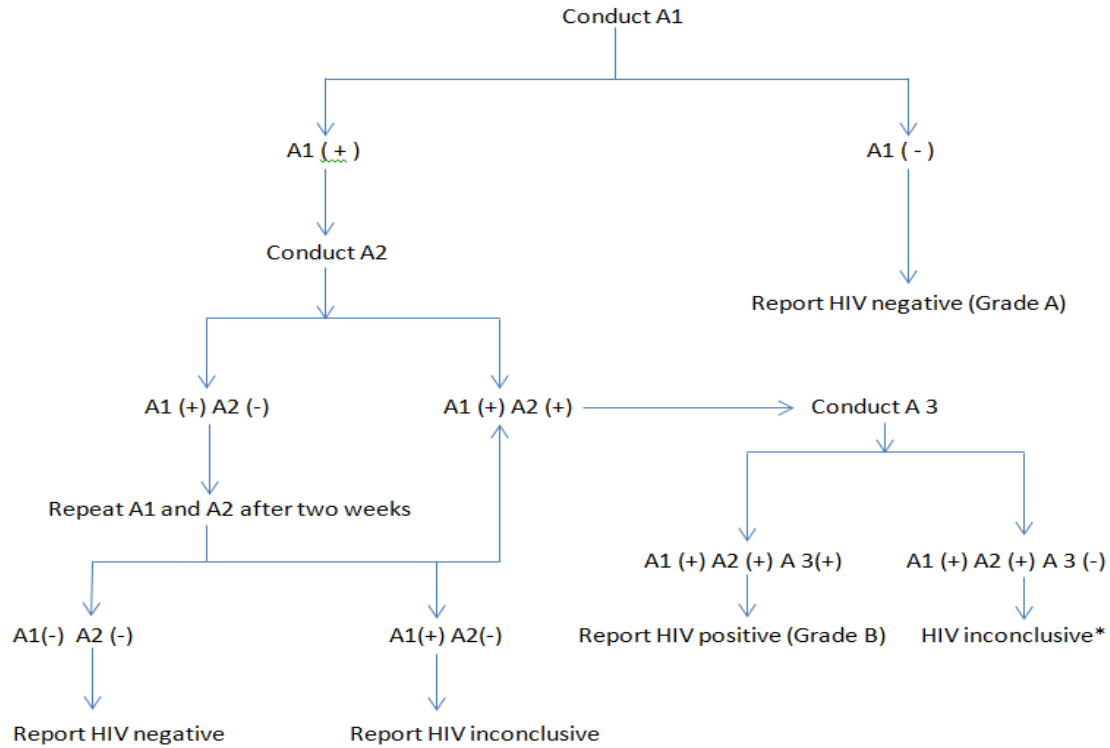 Conduct A1
A1 ( + )
A1 ( - )
Conduct A2
Report HIV negative (Grade A)
A1 (+) A2 (-)
A1 (+) A2 (+)
Conduct A 3
Repeat A1 and A2 after two weeks
A1 (+) A2 (+) A 3(+)
A1 (+) A2 (+) A 3 (-)
A1(-) A2 (-)
A1(+) A2(-)
Report HIV positive (Grade B)
HIV inconclusive*
Report HIV negative
Report HIV inconclusive